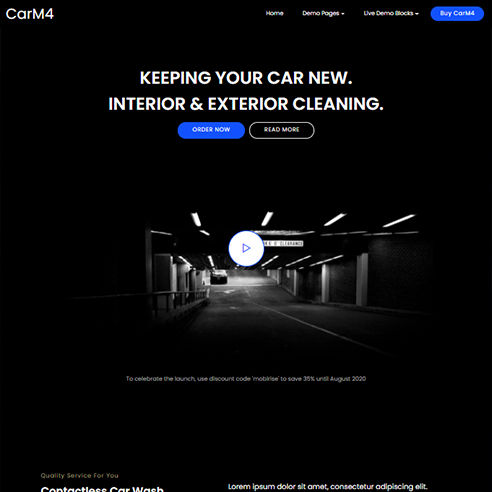 CarM4
Home Demo Pages Live Demo Blocks Buy CarM4
KEEPING YOUR CAR NEW.
INTERIOR & EXTERIOR CLEANING.
ORDER NOW READ MORE
CLEARANCE
To celebrate the launch, use discount code 'mobirise' to save 35% until August 2020
Quality Service For You
Contactless Car Wash
Lorem ipsum dolor sit amet, consectetur adipiscing elit.